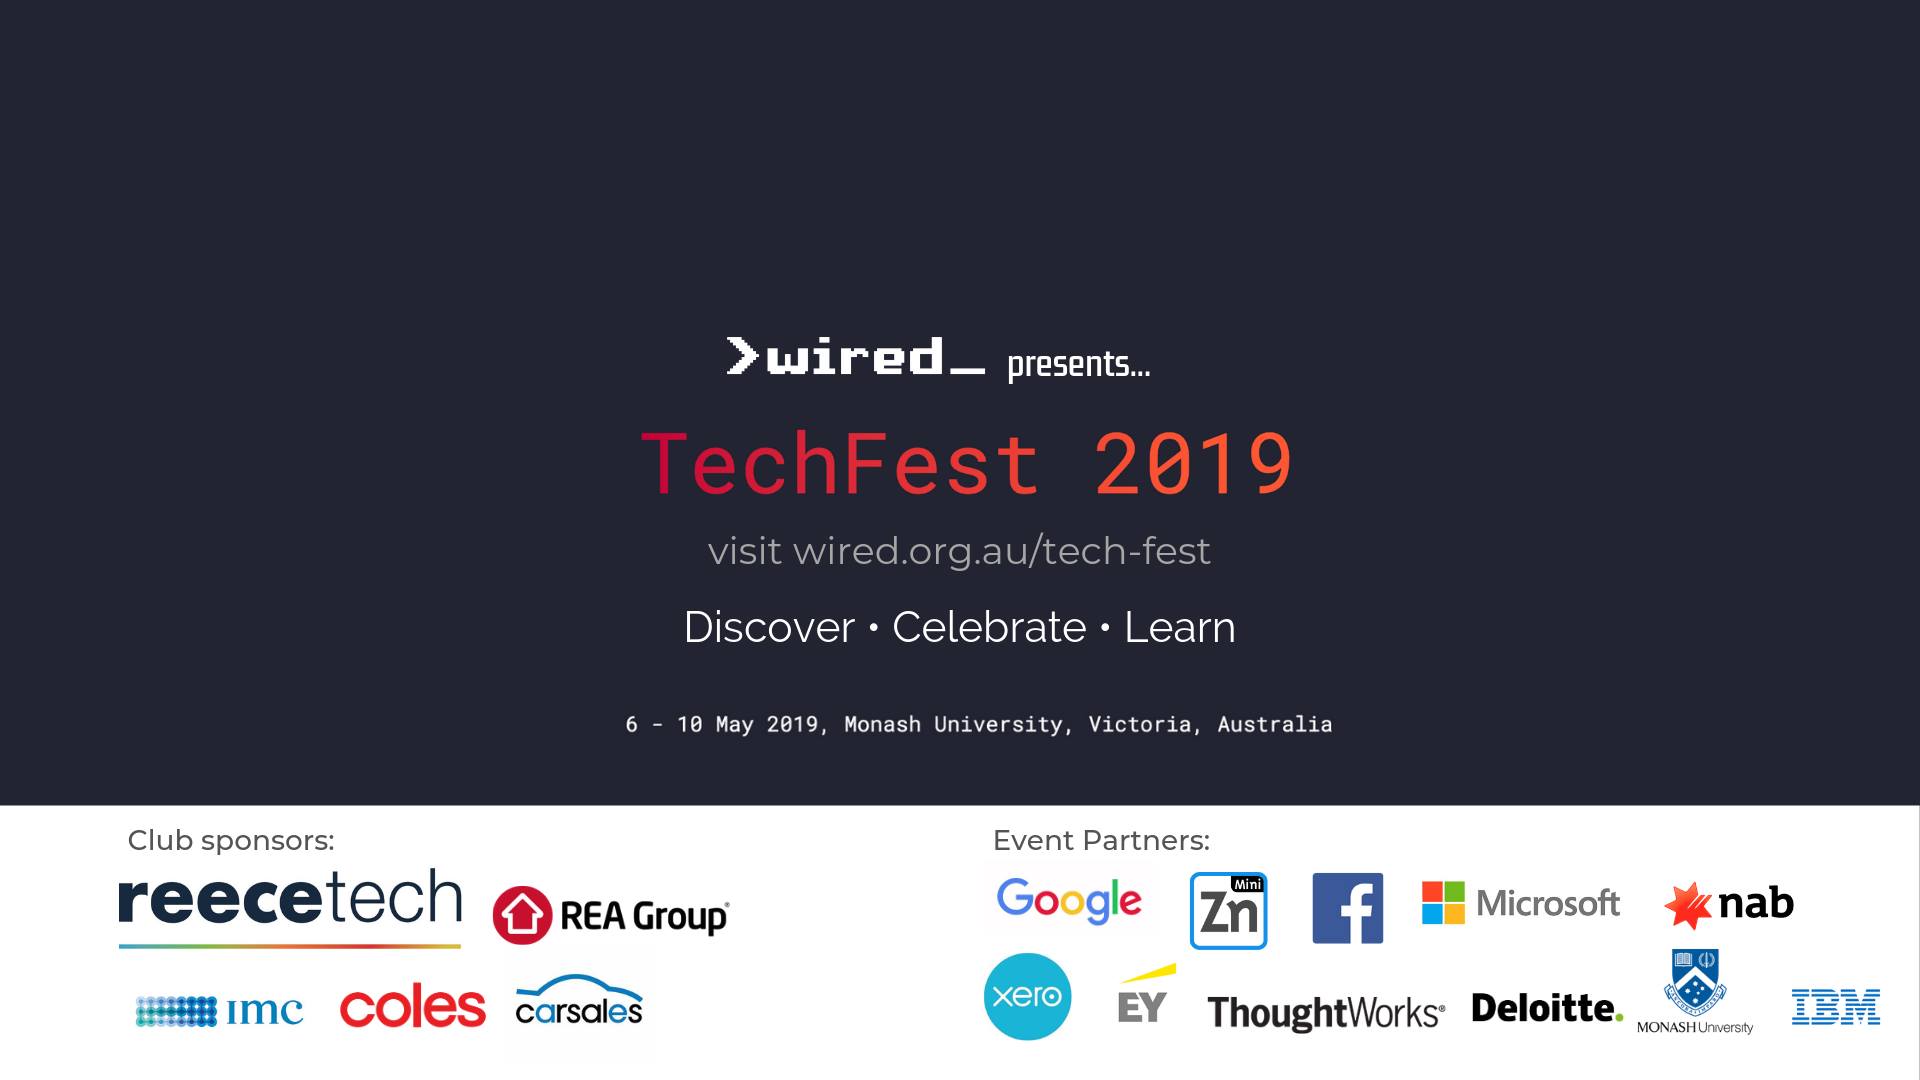 >wired_ presents...
TechFest 2019
visit wired.org.au/tech-fest
Discover • Celebrate • Learn
6 - 10 May 2019, Monash University, Victoria, Australia
Club sponsors:
reecetech
REA Group
imc
coles
carsales
Event Partners:
Google
Mini
Zn
f
Microsoft
nab
xero
EY
ThoughtWorks®
Deloitte.
MONASH University
IBM